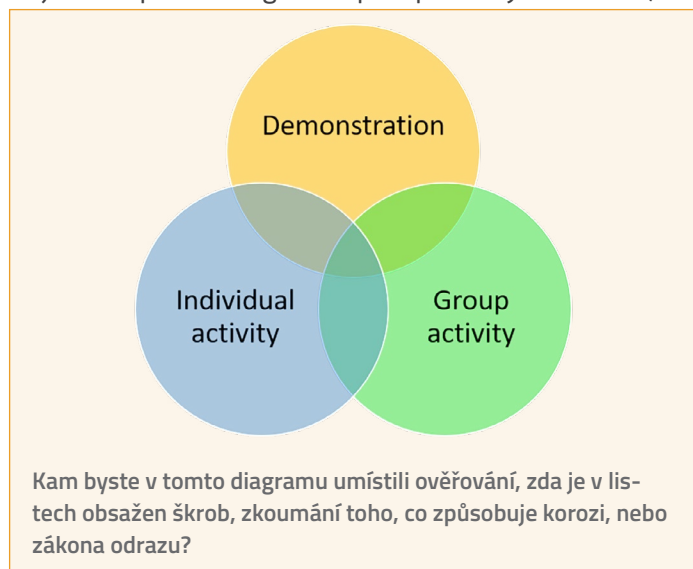 Demonstration
Individual
activity
Group
activity
Kam byste v tomto diagramu umístili ověřování, zda je v lis-
tech obsažen škrob, zkoumání toho, co způsobuje korozi, nebo
zákona odrazu?